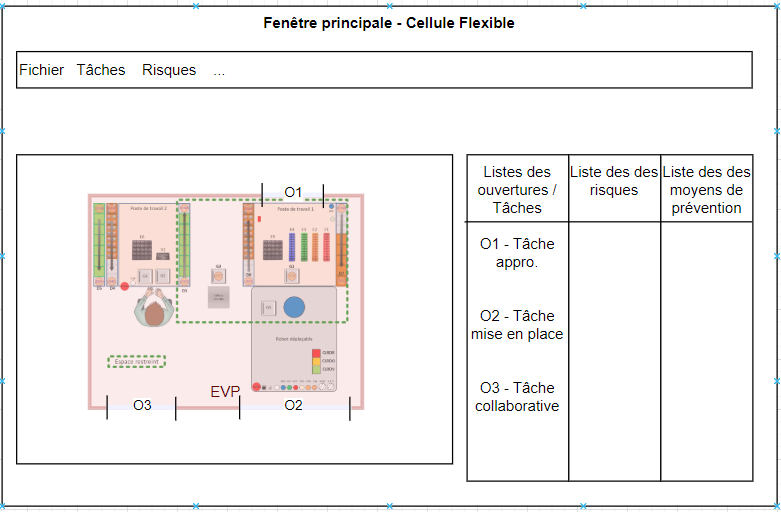 Fenêtre principale - Cellule Flexible
Fichier Tâches Risques ...
O1
Poste de travail 2
Poste de travail 1
Robot déplaçable
Espace restreint
EVP
O3
O2
Listes des
ouvertures /
Tâches
Liste des des
risques
Liste des des
moyens de
prévention
O1 - Tâche
appro.
O2 - Tâche
mise en place
O3 - Tâche
collaborative